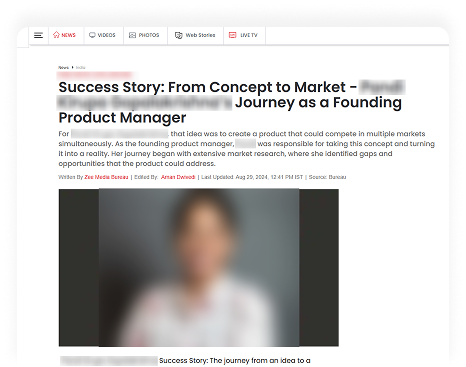 NEWS VIDEOS PHOTOS Web Stories LIVE TV
News India
Success Story: From Concept to Market -
Journey as a Founding
Product Manager
For that idea was to create a product that could compete in multiple markets
simultaneously. As the founding product manager, was responsible for taking this concept and turning
it into a reality. Her journey began with extensive market research, where she identified gaps and
opportunities that the product could address.
Written By Zee Media Bureau | Edited By: Aman Dwivedi | Last Updated: Aug 29, 2024, 12:41 PM IST | Source: Bureau
Success Story: The journey from an idea to a